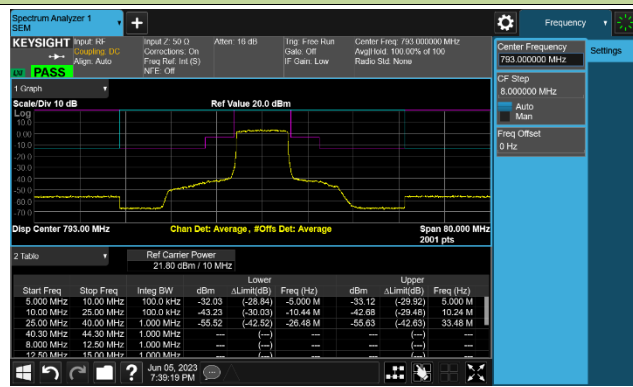 Spectrum Analyzer 1
SEM
Frequency
KEYSIGHT
Input: RF
Coupling: DC
Align: Auto
Input Z: 50 Ω
Corrections: On
Freq Ref: Int (S)
NFE: Off
Atten: 16 dB
Trig: Free Run
Gate: Off
IF Gain: Low
Center Freq: 793.000000 MHz
Avg|Hold: 100.00% of 100
Radio Std: None
PASS
Center Frequency
793.000000 MHz
Settings
CF Step
8.000000 MHz
Auto
Man
Freq Offset
0 Hz
1 Graph
Scale/Div 10 dB
Ref Value 20.0 dBm
Log
10.0
0.00
-10.0
-20.0
-30.0
-40.0
-50.0
-60.0
-70.0
Disp Center 793.00 MHz
Chan Det: Average, #Offs Det: Average
Span 80.000 MHz
2001 pts
2 Table
Ref Carrier Power
21.80 dBm / 10 MHz
Lower Upper
Start Freq Stop Freq Integ BW dBm ΔLimit(dB) Freq (Hz) dBm ΔLimit(dB) Freq (Hz)
5.000 MHz 10.00 MHz 100.0 kHz -32.03 (-28.84) -5.000 M -33.12 (-29.92) 5.000 M
10.00 MHz 25.00 MHz 100.0 kHz -43.23 (-30.03) -10.44 M -42.68 (-29.48) 10.24 M
25.00 MHz 40.00 MHz 1.000 MHz -55.52 (-42.52) -26.48 M -55.63 (-42.63) 33.48 M
40.30 MHz 44.30 MHz 1.000 MHz --- (---) --- --- (---) ---
8.000 MHz 12.50 MHz 1.000 MHz --- (---) --- --- (---) ---
12.50 MHz 15.00 MHz 1.000 MHz --- (---) --- --- (---) ---
Jun 05, 2023
7:39:19 PM